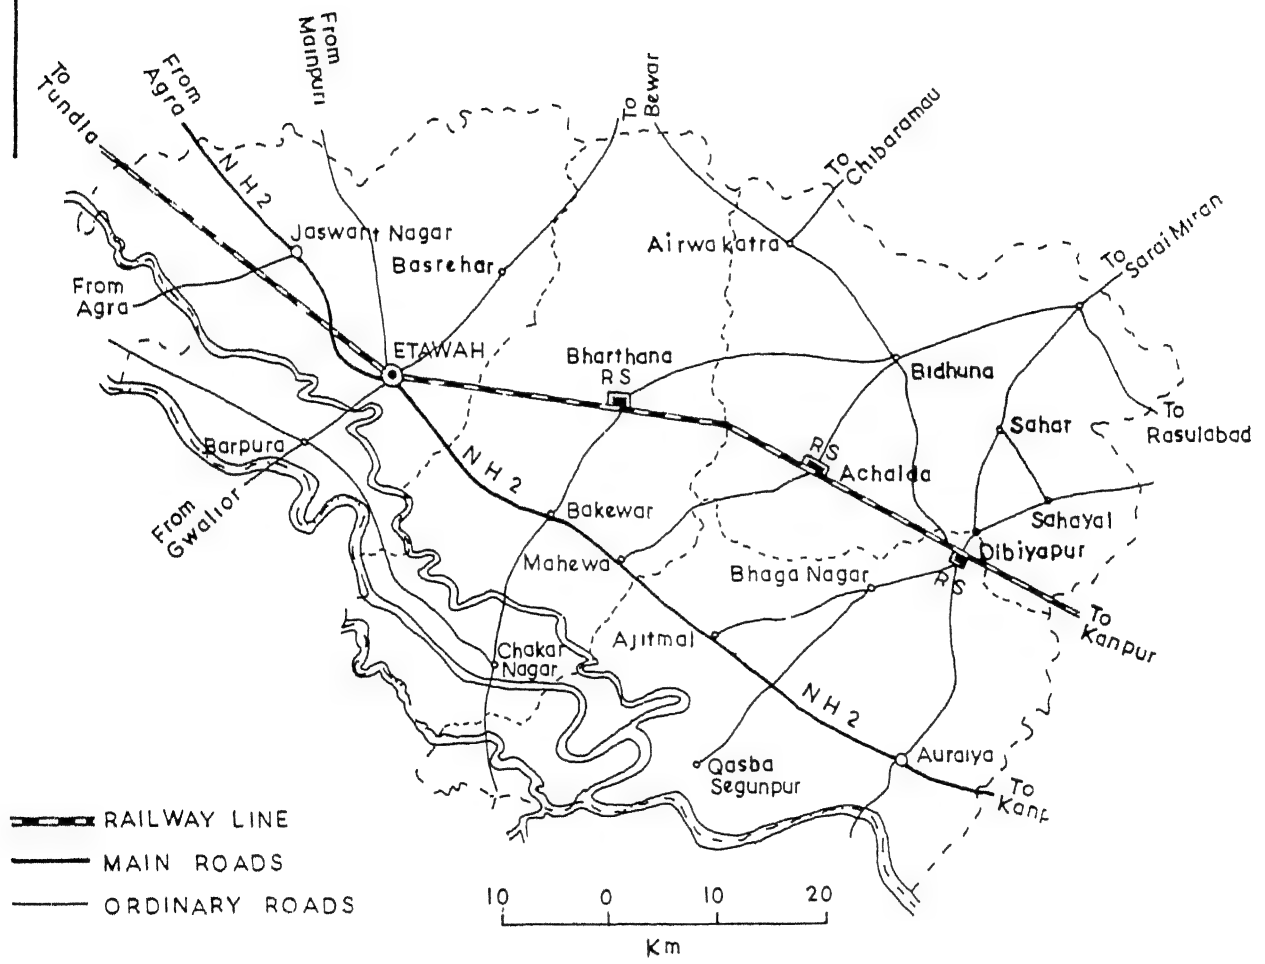 To
Tundla
From
Agra
From
Mainpuri
To
Bewar
To
Chibaramau
To
Sarai Miran
N H 2
Jaswant Nagar
Basrehar
Airwakatra
From
Agra
ETAWAH
Bharthana
R S
Bidhuna
To
Rasulabad
Sahar
Barpura
N H 2
R S
Achalda
From
Gwalior
Bakewar
Sahayal
Mahewa
Dibiyapur
R S
Bhaga Nagar
To
Kanpur
Ajitmal
Chakar
Nagar
N H 2
Auraiya
Qasba
Segunpur
To
Kanp
RAILWAY LINE
MAIN ROADS
ORDINARY ROADS
10 0 10 20
Km